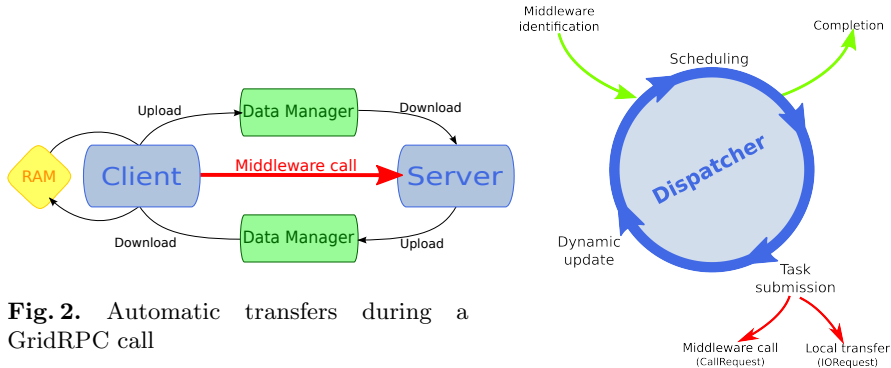 Upload
Data Manager
Download
RAM
Client
Middleware call
Server
Download
Data Manager
Upload
Fig. 2. Automatic transfers during a
GridRPC call
Middleware
identification
Scheduling
Completion
Dispatcher
Dynamic
update
Task
submission
Middleware call
(CallRequest)
Local transfer
(IORequest)